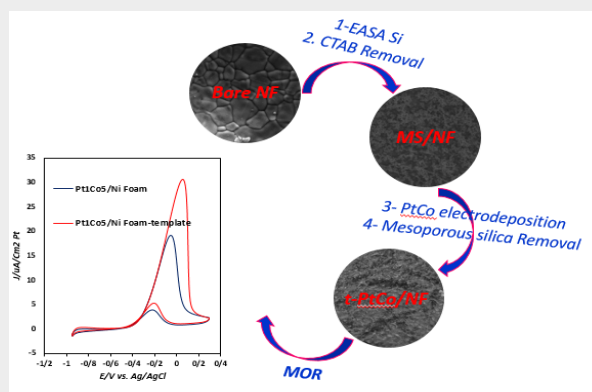 1-EASA Si
2. CTAB Removal
Bare NF
MS/NF
3- PtCo electrodeposition
4- Mesoporous silica Removal
t-PtCo/NF
MOR
35
30
25
20
15
10
5
0
-5
J/uA/Cm2 Pt
Pt1Co5/Ni Foam
Pt1Co5/Ni Foam-template
-1/2 -1 -0/8 -0/6 -0/4 -0/2 0 0/2 0/4
E/V vs. Ag/AgCl